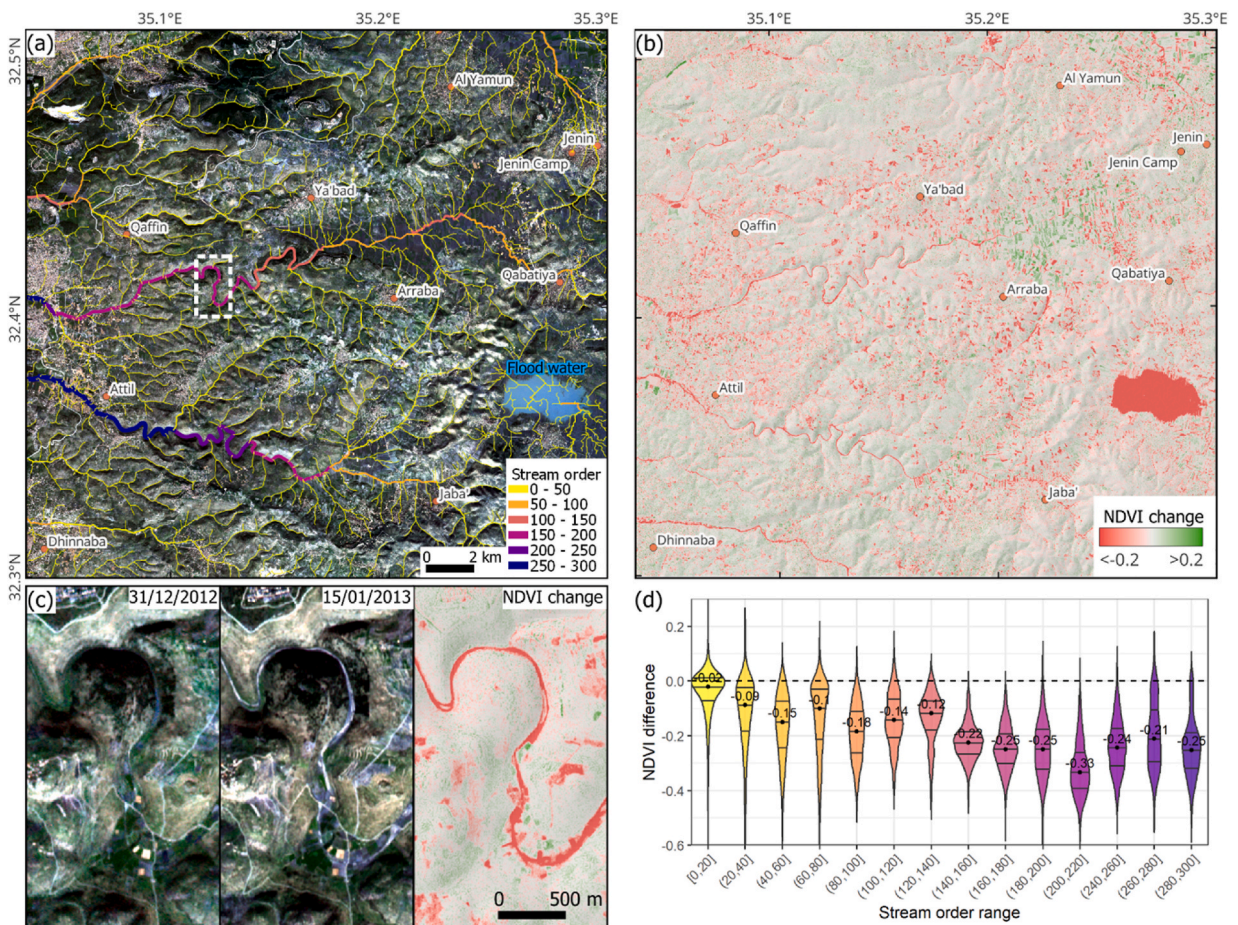 35.1°E 35.2°E 35.3°E 35.1°E 35.2°E 35.3°E
(a)
32.5°N
32.4°N
32.3°N
Al Yamun
Jenin
Jenin Camp
Ya'bad
Qaffin
Qabatiya
Arraba
Flood water
Attil
Jaba'
Dhinnaba
Stream order
0 - 50
50 - 100
100 - 150
150 - 200
200 - 250
250 - 300
0 2 km
(b)
Al Yamun
Jenin
Jenin Camp
Ya'bad
Qaffin
Qabatiya
Arraba
Attil
Jaba'
Dhinnaba
NDVI change
<-0.2 >0.2
(c) 31/12/2012 15/01/2013 NDVI change
0 500 m
(d)
NDVI difference
0.2
0.0
-0.2
-0.4
-0.6
-0.02
-0.09
-0.15
-0.1
-0.18
-0.14
-0.12
-0.22
-0.25
-0.25
-0.33
-0.24
-0.21
-0.25
[0,20] (20,40] (40,60] (60,80] (80,100] (100,120] (120,140] (140,160] (160,180] (180,200] (200,220] (240,260] (260,280] (280,300]
Stream order range